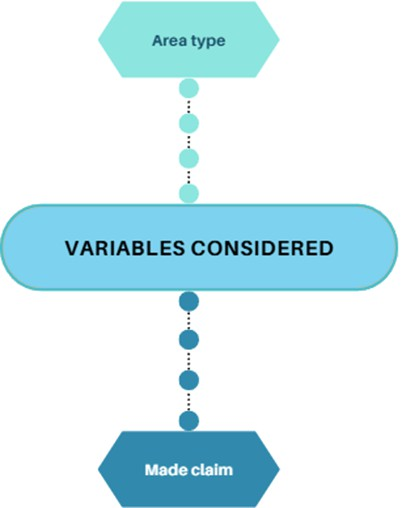 Area type
VARIABLES CONSIDERED
Made claim